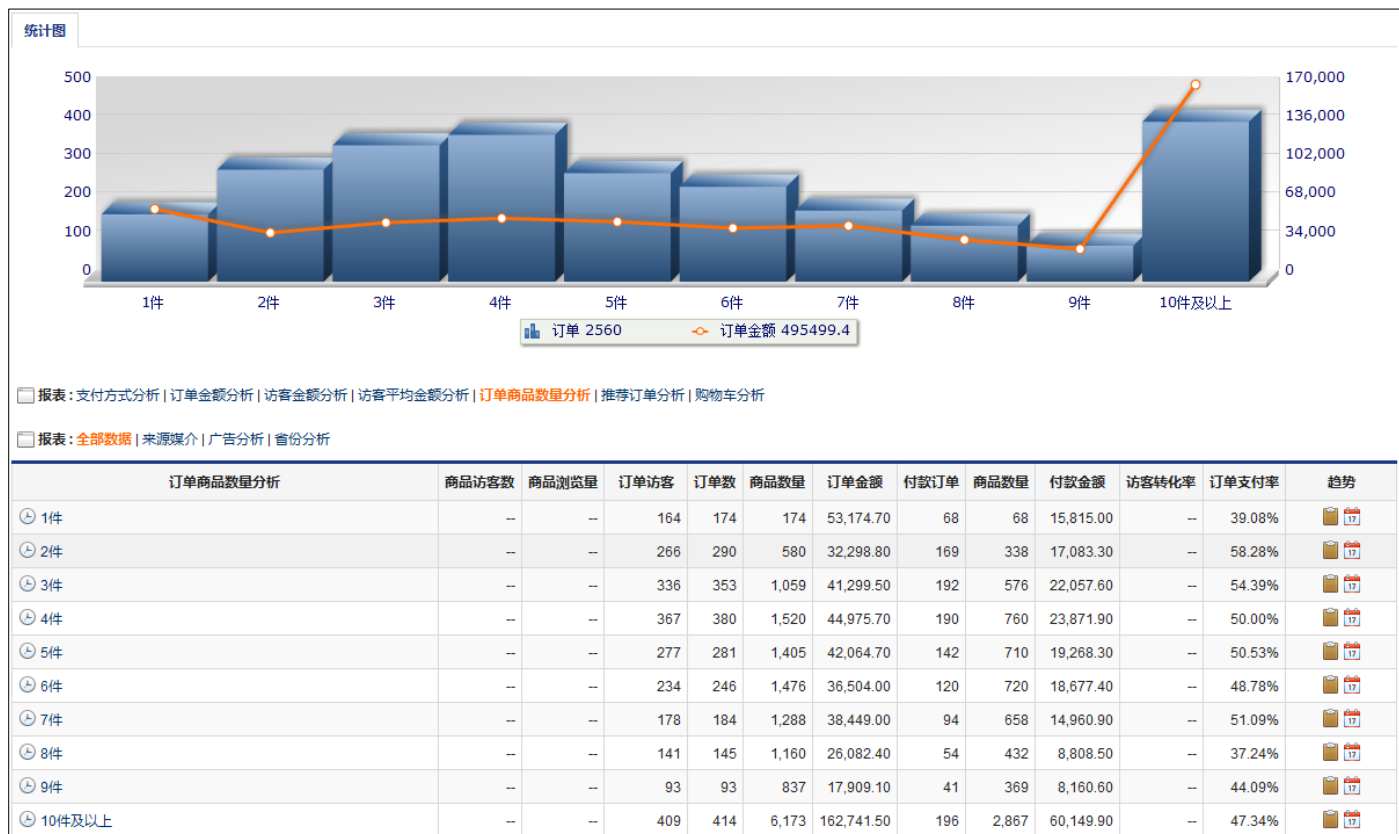 统计图
500 170,000
400 136,000
300 102,000
200 68,000
100 34,000
0 0
1件 2件 3件 4件 5件 6件 7件 8件 9件 10件及以上
订单 2560 订单金额 495499.4
报表 : 支付方式分析 | 订单金额分析 | 访客金额分析 | 访客平均金额分析 | 订单商品数量分析 | 推荐订单分析 | 购物车分析
报表 : 全部数据 | 来源媒介 | 广告分析 | 省份分析
订单商品数量分析 商品访客数 商品浏览量 订单访客 订单数 商品数量 订单金额 付款订单 商品数量 付款金额 访客转化率 订单支付率 趋势
1件 -- -- 164 174 174 53,174.70 68 68 15,815.00 -- 39.08% 17
2件 -- -- 266 290 580 32,298.80 169 338 17,083.30 -- 58.28% 17
3件 -- -- 336 353 1,059 41,299.50 192 576 22,057.60 -- 54.39% 17
4件 -- -- 367 380 1,520 44,975.70 190 760 23,871.90 -- 50.00% 17
5件 -- -- 277 281 1,405 42,064.70 142 710 19,268.30 -- 50.53% 17
6件 -- -- 234 246 1,476 36,504.00 120 720 18,677.40 -- 48.78% 17
7件 -- -- 178 184 1,288 38,449.00 94 658 14,960.90 -- 51.09% 17
8件 -- -- 141 145 1,160 26,082.40 54 432 8,808.50 -- 37.24% 17
9件 -- -- 93 93 837 17,909.10 41 369 8,160.60 -- 44.09% 17
10件及以上 -- -- 409 414 6,173 162,741.50 196 2,867 60,149.90 -- 47.34% 17